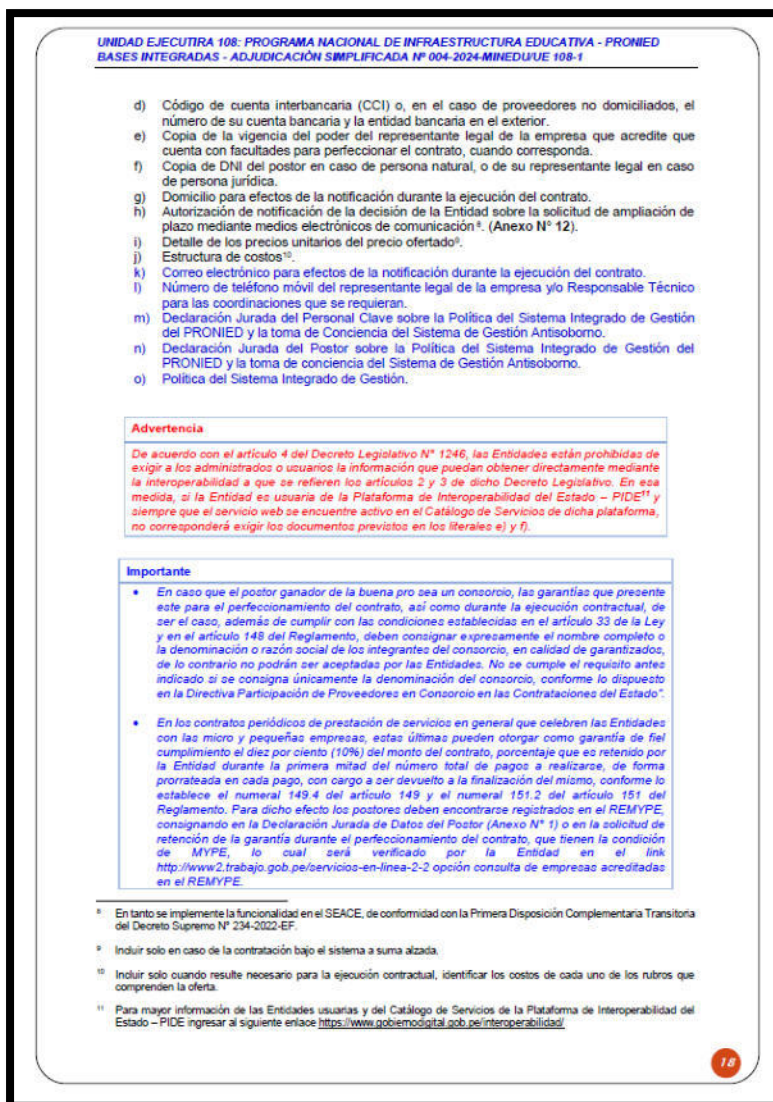 UNIDAD EJECUTIRA 108: PROGRAMA NACIONAL DE INFRAESTRUCTURA EDUCATIVA - PRONIED
BASES INTEGRADAS - ADJUDICACIÓN SIMPLIFICADA Nº 004-2024-MINEDU/UE 108-1
d) Código de cuenta interbancaria (CCI) o, en el caso de proveedores no domiciliados, el
número de su cuenta bancaria y la entidad bancaria en el exterior.
e) Copia de la vigencia del poder del representante legal de la empresa que acredite que
cuenta con facultades para perfeccionar el contrato, cuando corresponda.
f) Copia de DNI del postor en caso de persona natural, o de su representante legal en caso
de persona jurídica.
g) Domicilio para efectos de la notificación durante la ejecución del contrato.
h) Autorización de notificación de la decisión de la Entidad sobre la solicitud de ampliación de
plazo mediante medios electrónicos de comunicación ⁸. (Anexo N° 12).
i) Detalle de los precios unitarios del precio ofertado⁹.
j) Estructura de costos¹⁰.
k) Correo electrónico para efectos de la notificación durante la ejecución del contrato.
l) Número de teléfono móvil del representante legal de la empresa y/o Responsable Técnico
para las coordinaciones que se requieran.
m) Declaración Jurada del Personal Clave sobre la Política del Sistema Integrado de Gestión
del PRONIED y la toma de Conciencia del Sistema de Gestión Antisoborno.
n) Declaración Jurada del Postor sobre la Política del Sistema Integrado de Gestión del
PRONIED y la toma de conciencia del Sistema de Gestión Antisoborno.
o) Política del Sistema Integrado de Gestión.
Advertencia
De acuerdo con el artículo 4 del Decreto Legislativo N° 1246, las Entidades están prohibidas de
exigir a los administrados o usuarios la información que puedan obtener directamente mediante
la interoperabilidad a que se refieren los artículos 2 y 3 de dicho Decreto Legislativo. En esa
medida, si la Entidad es usuaria de la Plataforma de Interoperabilidad del Estado – PIDE¹¹ y
siempre que el servicio web se encuentre activo en el Catálogo de Servicios de dicha plataforma,
no corresponderá exigir los documentos previstos en los literales e) y f).
Importante
• En caso que el postor ganador de la buena pro sea un consorcio, las garantías que presente
este para el perfeccionamiento del contrato, así como durante la ejecución contractual, de
ser el caso, además de cumplir con las condiciones establecidas en el artículo 33 de la Ley
y en el artículo 148 del Reglamento, deben consignar expresamente el nombre completo o
la denominación o razón social de los integrantes del consorcio, en calidad de garantizados,
de lo contrario no podrán ser aceptadas por las Entidades. No se cumple el requisito antes
indicado si se consigna únicamente la denominación del consorcio, conforme lo dispuesto
en la Directiva Participación de Proveedores en Consorcio en las Contrataciones del Estado".
• En los contratos periódicos de prestación de servicios en general que celebren las Entidades
con las micro y pequeñas empresas, estas últimas pueden otorgar como garantía de fiel
cumplimiento el diez por ciento (10%) del monto del contrato, porcentaje que es retenido por
la Entidad durante la primera mitad del número total de pagos a realizarse, de forma
prorrateada en cada pago, con cargo a ser devuelto a la finalización del mismo, conforme lo
establece el numeral 149.4 del artículo 149 y el numeral 151.2 del artículo 151 del
Reglamento. Para dicho efecto los postores deben encontrarse registrados en el REMYPE,
consignando en la Declaración Jurada de Datos del Postor (Anexo N° 1) o en la solicitud de
retención de la garantía durante el perfeccionamiento del contrato, que tienen la condición
de MYPE, lo cual será verificado por la Entidad en el link
http://www2.trabajo.gob.pe/servicios-en-linea-2-2 opción consulta de empresas acreditadas
en el REMYPE.
⁸ En tanto se implemente la funcionalidad en el SEACE, de conformidad con la Primera Disposición Complementaria Transitoria
del Decreto Supremo N° 234-2022-EF.
⁹ Incluir solo en caso de la contratación bajo el sistema a suma alzada.
¹⁰ Incluir solo cuando resulte necesario para la ejecución contractual, identificar los costos de cada uno de los rubros que
comprenden la oferta.
¹¹ Para mayor información de las Entidades usuarias y del Catálogo de Servicios de la Plataforma de Interoperabilidad del
Estado – PIDE ingresar al siguiente enlace https://www.gobiernodigital.gob.pe/interoperabilidad/
18